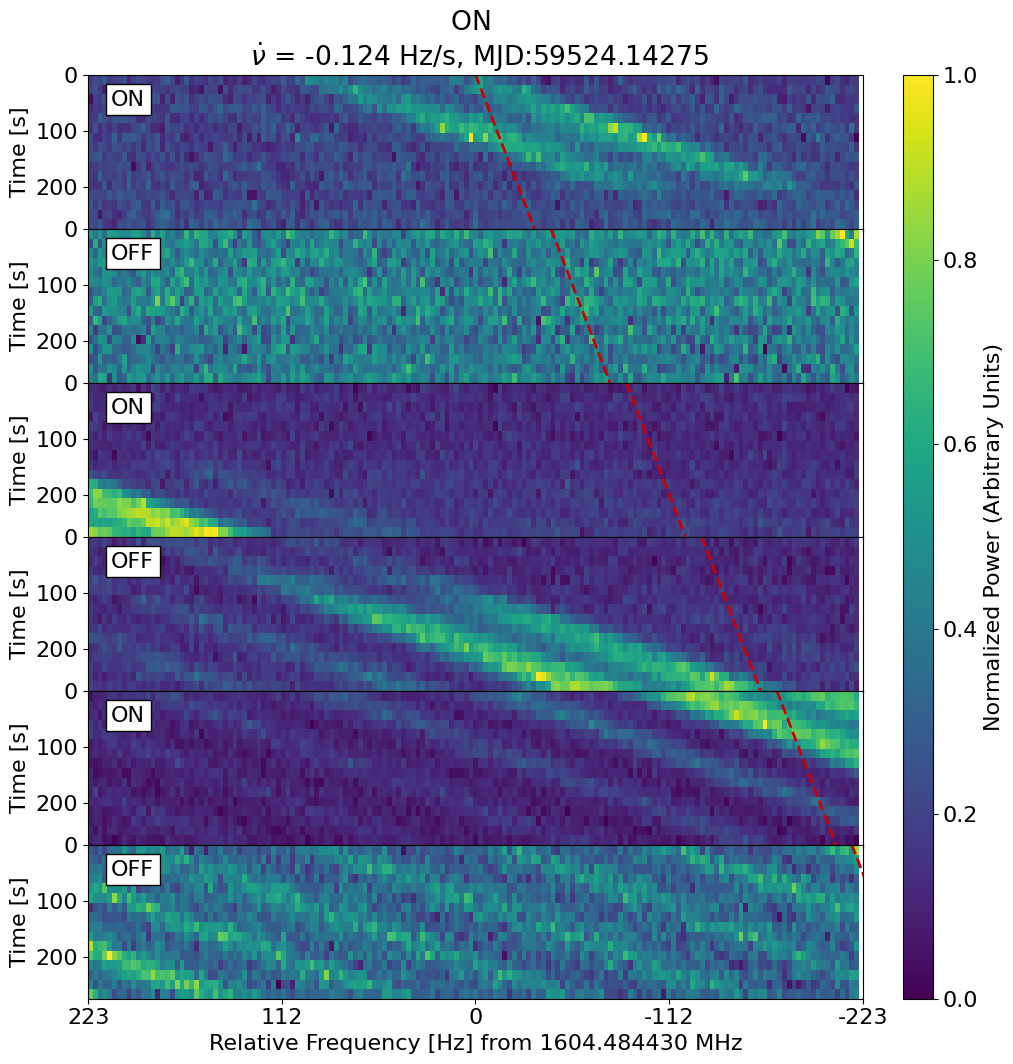 ON
ν̇ = -0.124 Hz/s, MJD:59524.14275
0
100
200
Time [s]
ON
0
100
200
Time [s]
OFF
0
100
200
Time [s]
ON
0
100
200
Time [s]
OFF
0
100
200
Time [s]
ON
0
100
200
Time [s]
OFF
223
112
0
-112
-223
Relative Frequency [Hz] from 1604.484430 MHz
1.0
0.8
0.6
0.4
0.2
0.0
Normalized Power (Arbitrary Units)